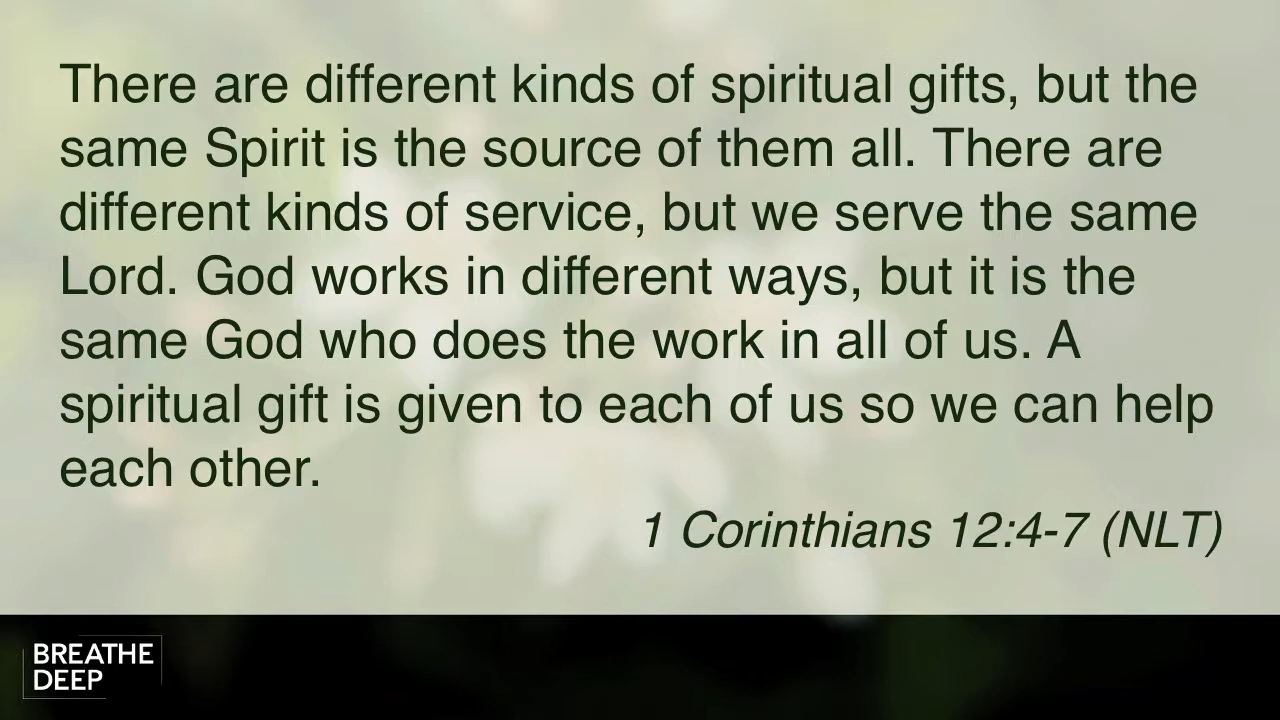 There are different kinds of spiritual gifts, but the
same Spirit is the source of them all. There are
different kinds of service, but we serve the same
Lord. God works in different ways, but it is the
same God who does the work in all of us. A
spiritual gift is given to each of us so we can help
each other.
1 Corinthians 12:4-7 (NLT)
BREATHE
DEEP